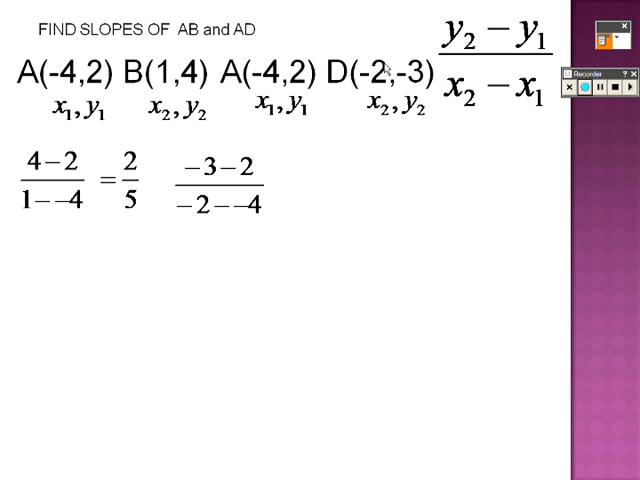 FIND SLOPES OF AB and AD
A(-4,2) B(1,4) A(-4,2) D(-2,-3)
x₁, y₁ x₂, y₂ x₁, y₁ x₂, y₂
y₂ − y₁
x₂ − x₁
4−2
1−−4
= 2
5
−3−2
−2−−4
Recorder